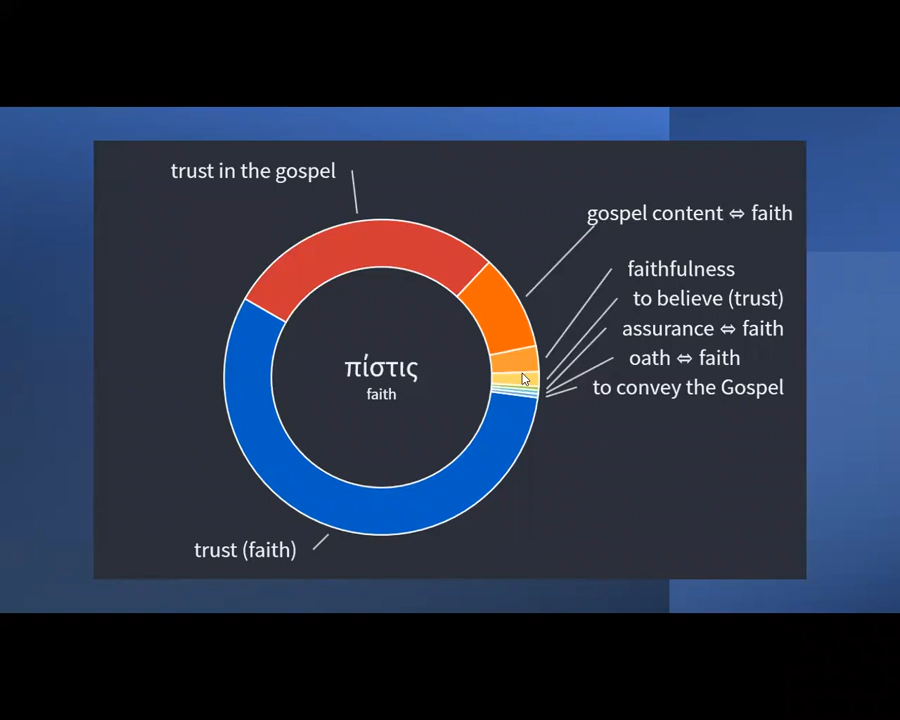 trust in the gospel
gospel content ⇔ faith
faithfulness
to believe (trust)
assurance ⇔ faith
oath ⇔ faith
to convey the Gospel
πίστις
faith
trust (faith)